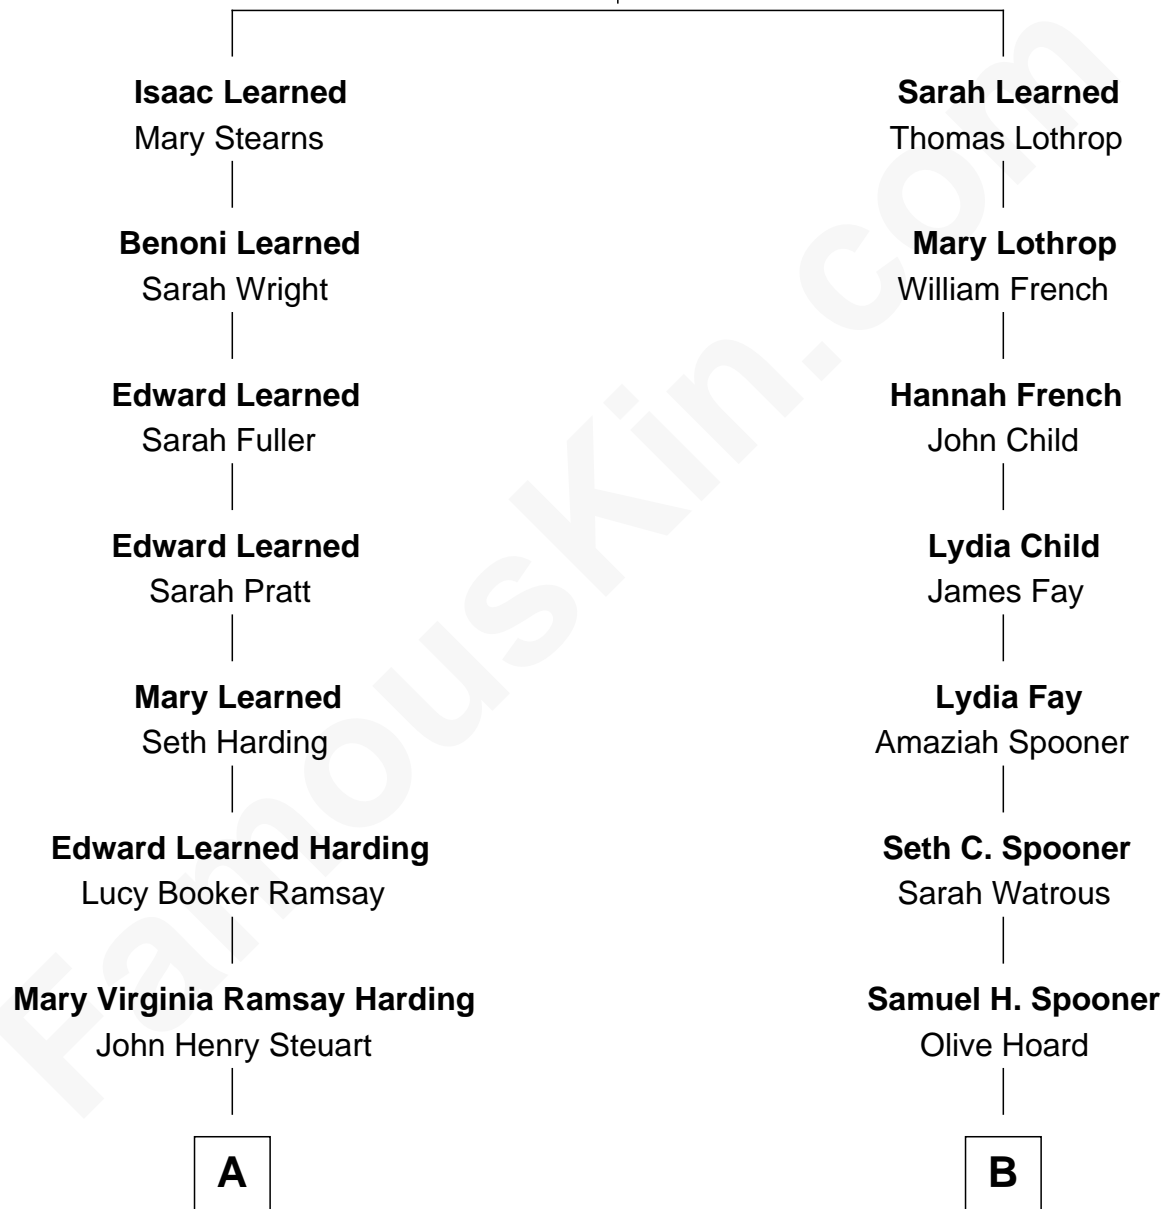 Isaac Learned
Mary Stearns
Benoni Learned
Sarah Wright
Edward Learned
Sarah Fuller
Edward Learned
Sarah Pratt
Mary Learned
Seth Harding
Edward Learned Harding
Lucy Booker Ramsay
Mary Virginia Ramsay Harding
John Henry Steuart
A
Sarah Learned
Thomas Lothrop
Mary Lothrop
William French
Hannah French
John Child
Lydia Child
James Fay
Lydia Fay
Amaziah Spooner
Seth C. Spooner
Sarah Watrous
Samuel H. Spooner
Olive Hoard
B
FamousKin.com